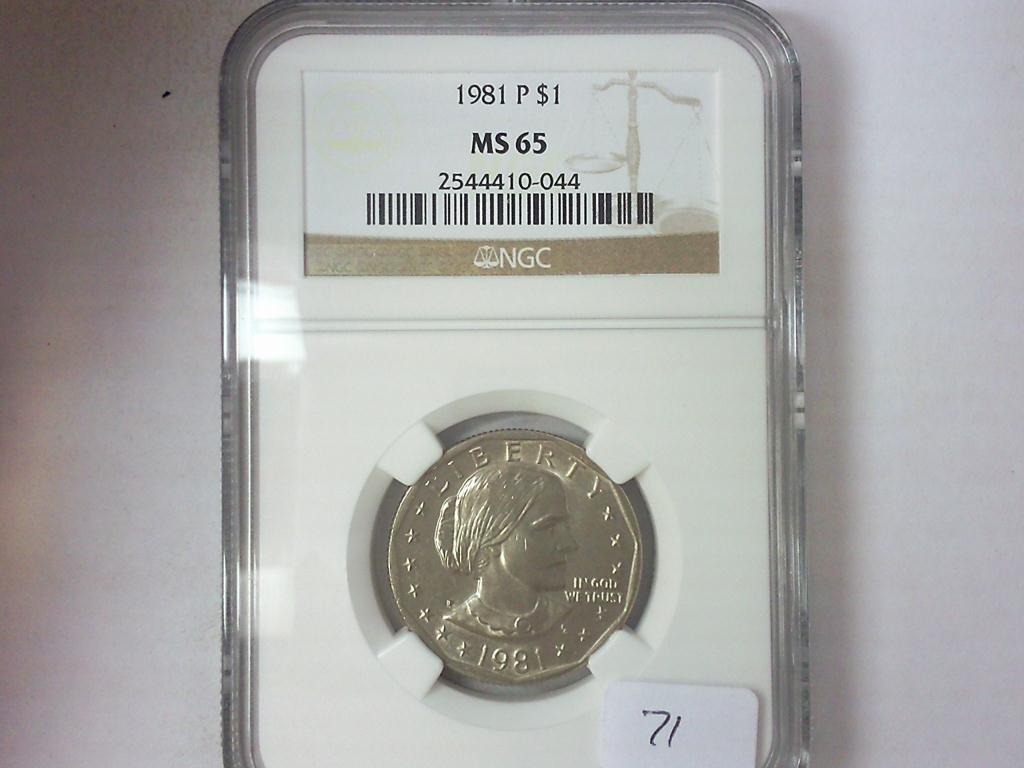 1981 P $1
MS 65
2544410-044
NGC
LIBERTY
IN GOD
WE TRUST
1981
71